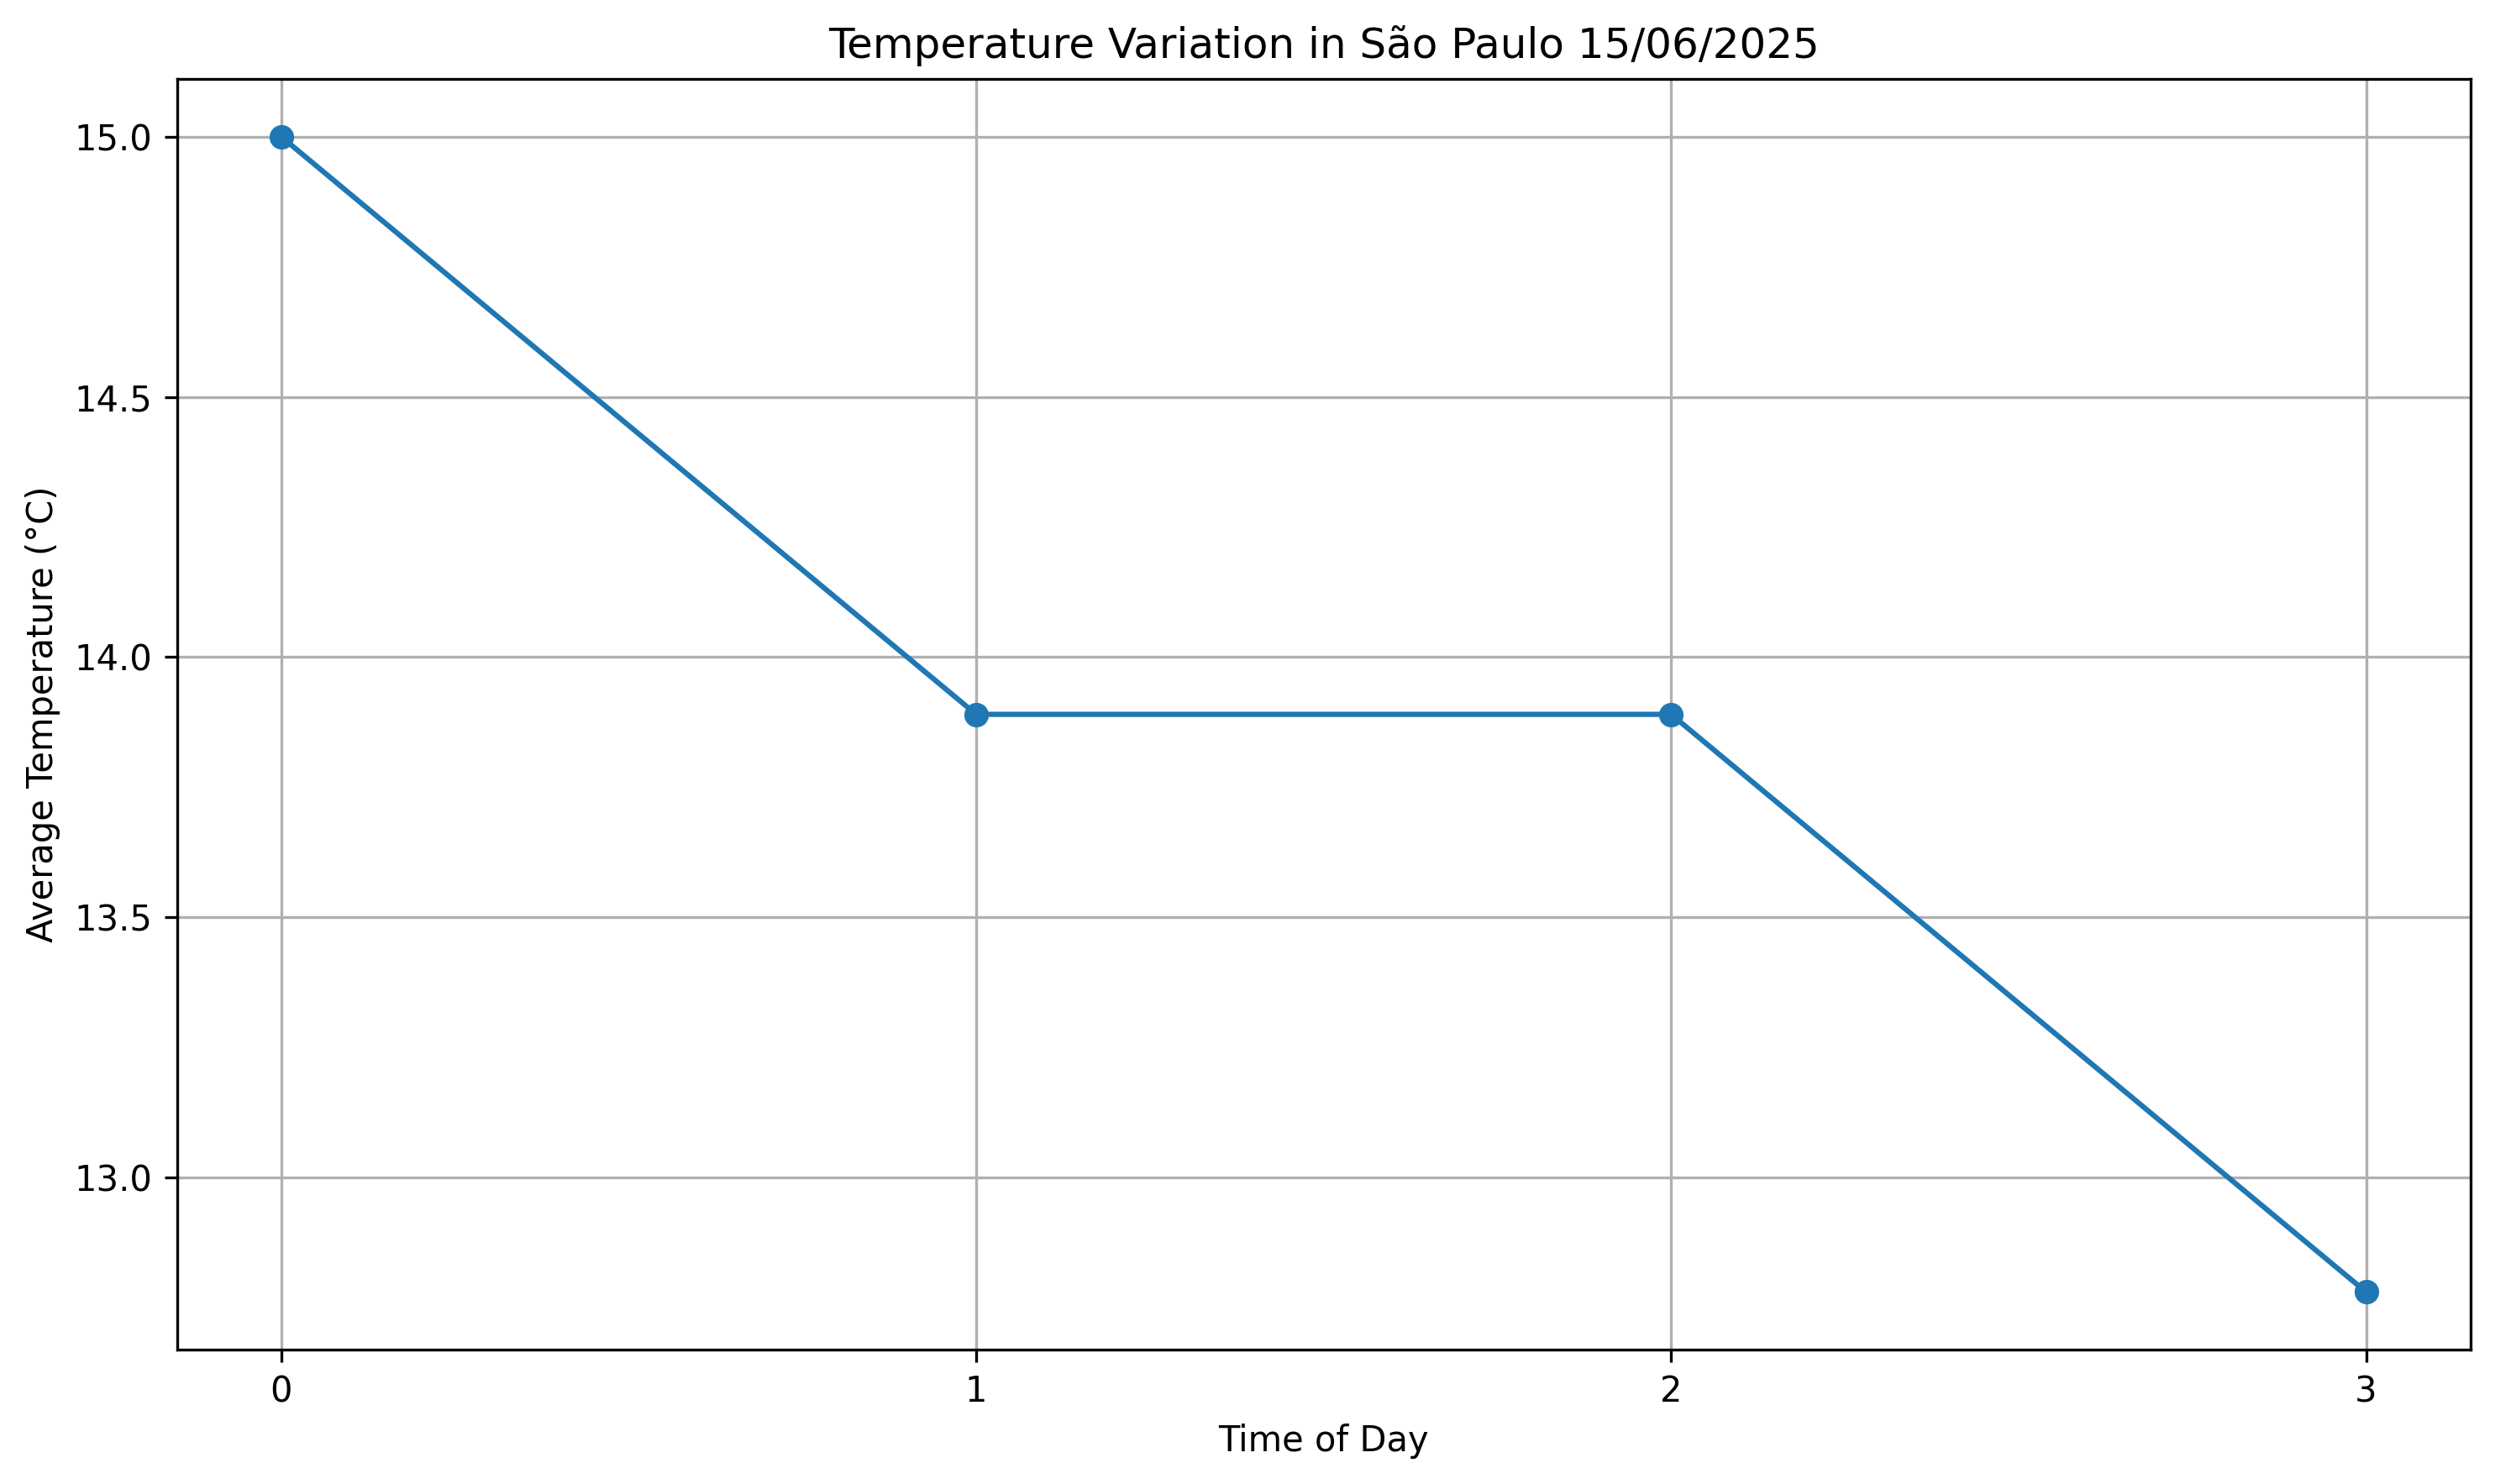 Temperature Variation in São Paulo 15/06/2025
15.0
14.5
14.0
13.5
13.0
Average Temperature (°C)
0 1 2 3
Time of Day